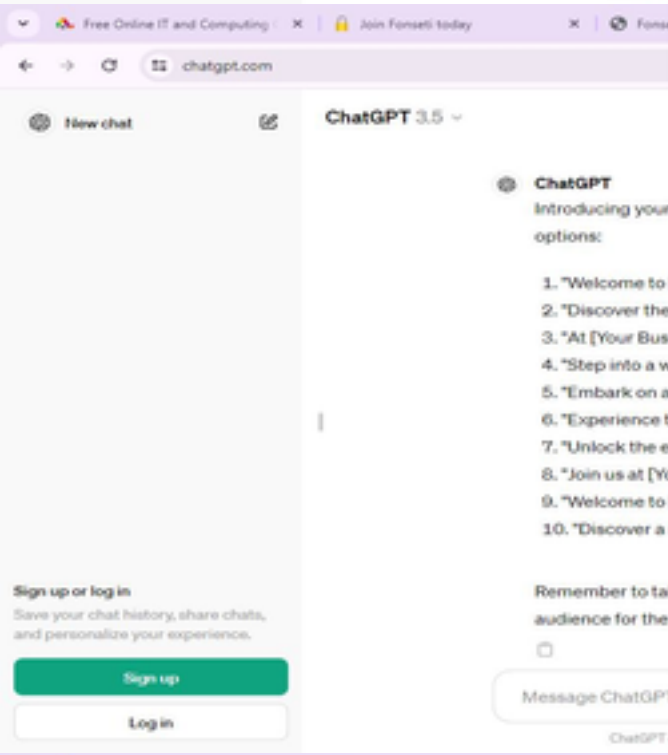 Free Online IT and Computing
Join Fonseti today
Fonse
chatgpt.com
New chat
ChatGPT 3.5
ChatGPT
Introducing your
options:
1. "Welcome to
2. "Discover the
3. "At [Your Bus
4. "Step into a w
5. "Embark on a
6. "Experience t
7. "Unlock the e
8. "Join us at [Yo
9. "Welcome to
10. "Discover a
Remember to tai
audience for the
Sign up or log in
Save your chat history, share chats,
and personalize your experience.
Sign up
Log in
Message ChatGPT
ChatGPT